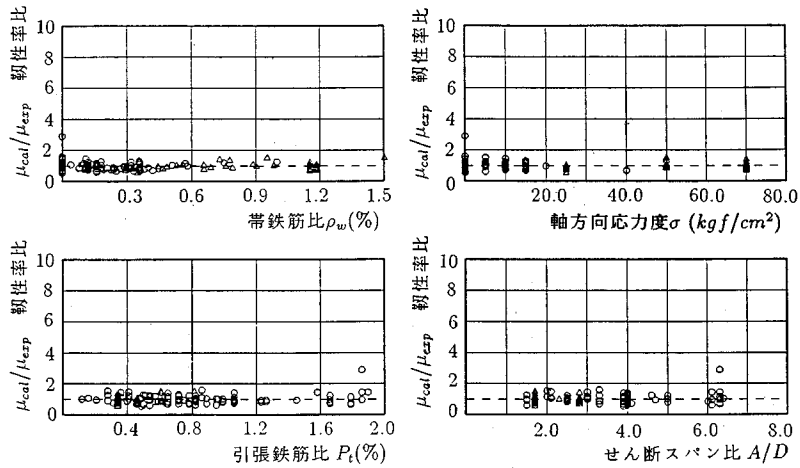 μcal/μexp 靱性率比
10
8
6
4
2
0
0.3 0.6 0.9 1.2 1.5
帯鉄筋比ρw(%)
μcal/μexp 靱性率比
10
8
6
4
2
0
20.0 40.0 60.0 80.0
軸方向応力度σ (kgf/cm²)
μcal/μexp 靱性率比
10
8
6
4
2
0
0.4 0.8 1.2 1.6 2.0
引張鉄筋比 Pt(%)
μcal/μexp 靱性率比
10
8
6
4
2
0
2.0 4.0 6.0 8.0
せん断スパン比 A/D